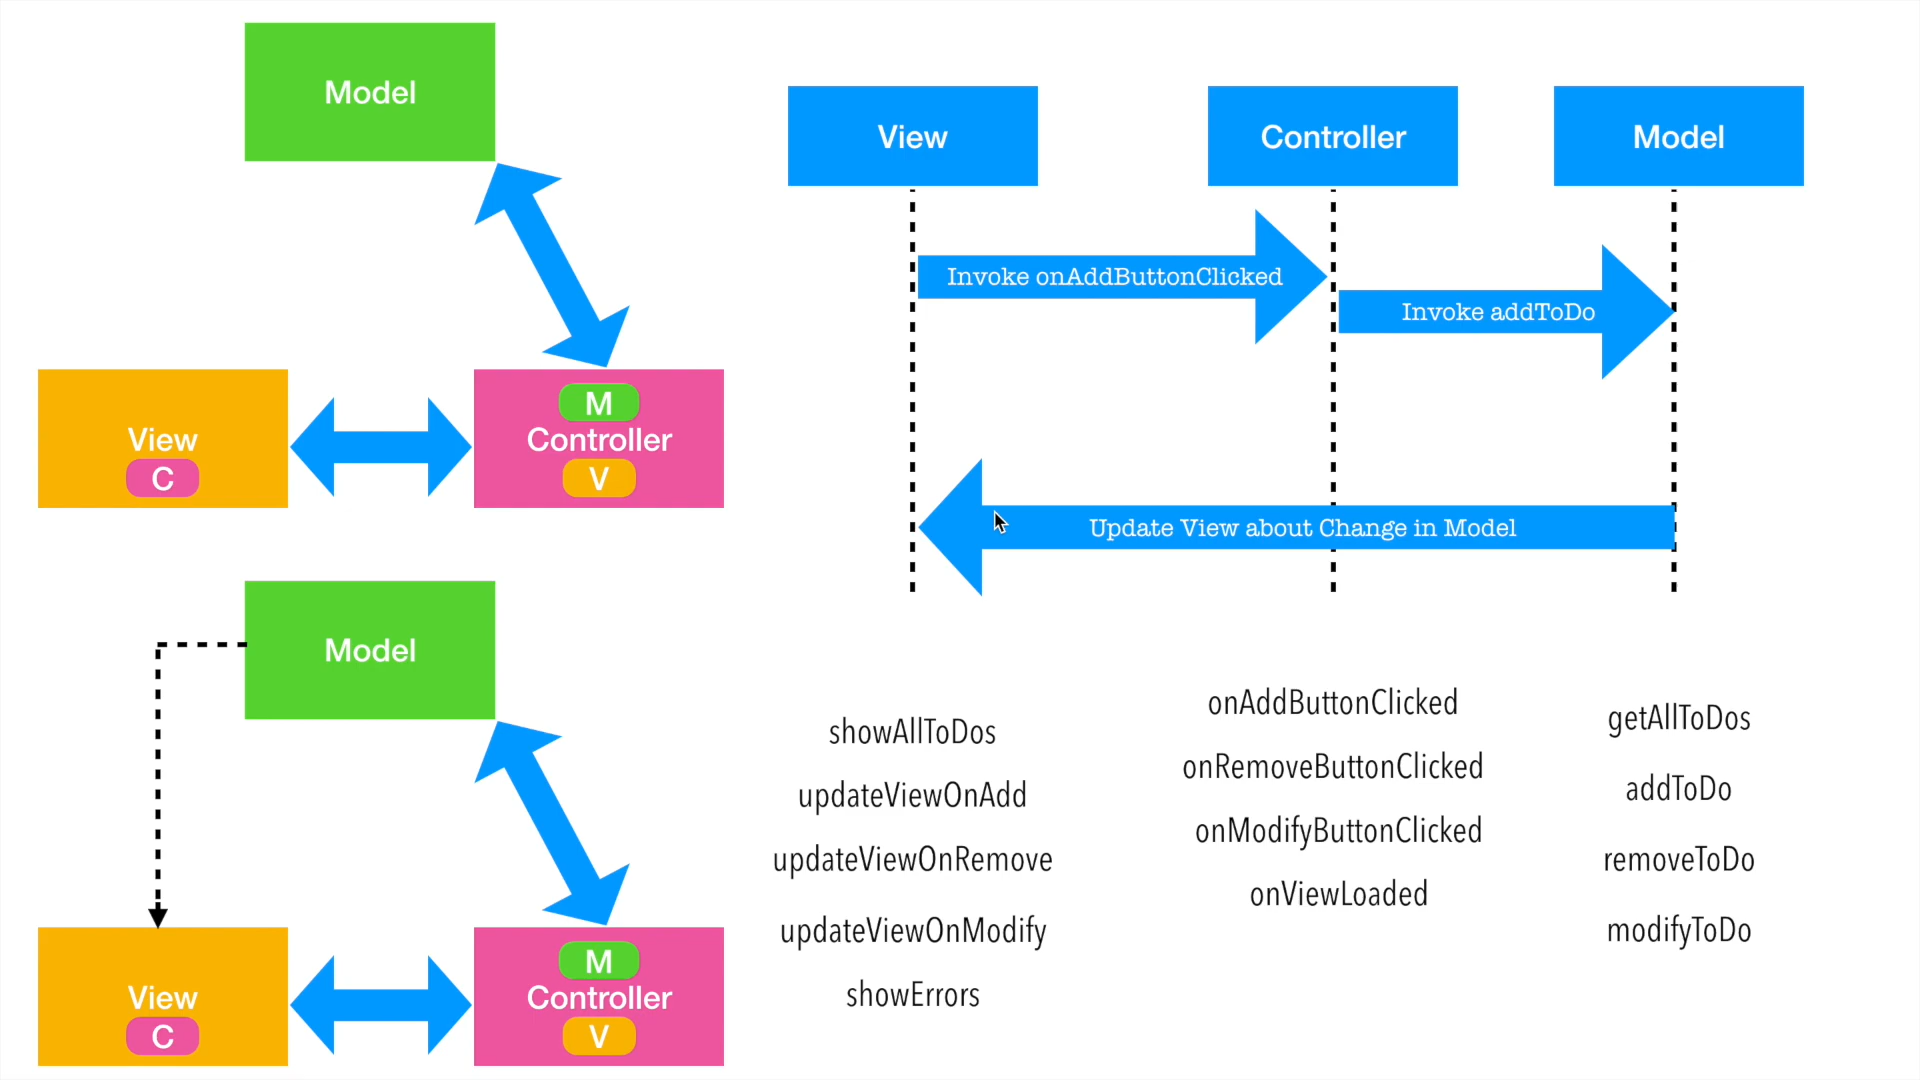 Model
M
View
Controller
C
V
Model
M
View
Controller
C
V
View
Controller
Model
Invoke onAddButtonClicked
Invoke addToDo
Update View about Change in Model
showAllToDos
updateViewOnAdd
updateViewOnRemove
updateViewOnModify
showErrors
onAddButtonClicked
onRemoveButtonClicked
onModifyButtonClicked
onViewLoaded
getAllToDos
addToDo
removeToDo
modifyToDo